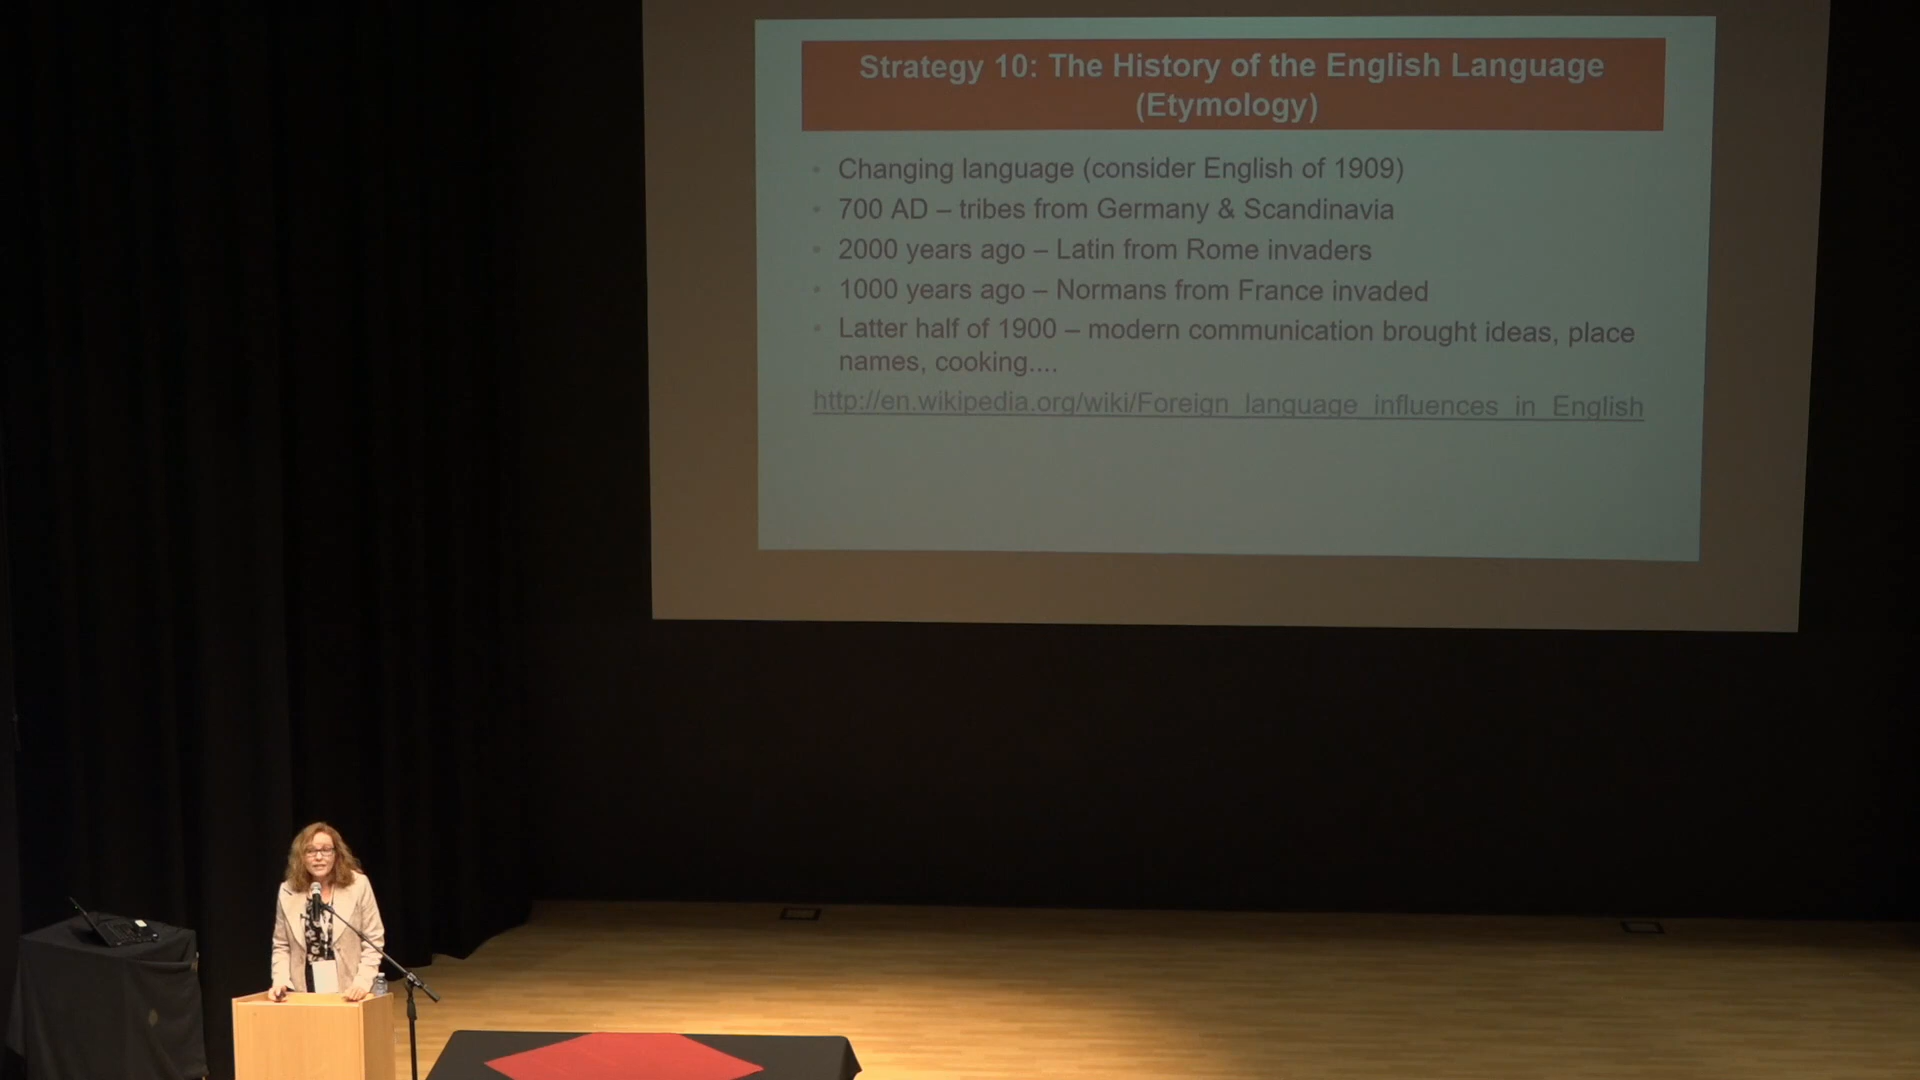 Strategy 10: The History of the English Language
(Etymology)
• Changing language (consider English of 1909)
• 700 AD – tribes from Germany & Scandinavia
• 2000 years ago – Latin from Rome invaders
• 1000 years ago – Normans from France invaded
• Latter half of 1900 – modern communication brought ideas, place
names, cooking....
http://en.wikipedia.org/wiki/Foreign_language_influences_in_English